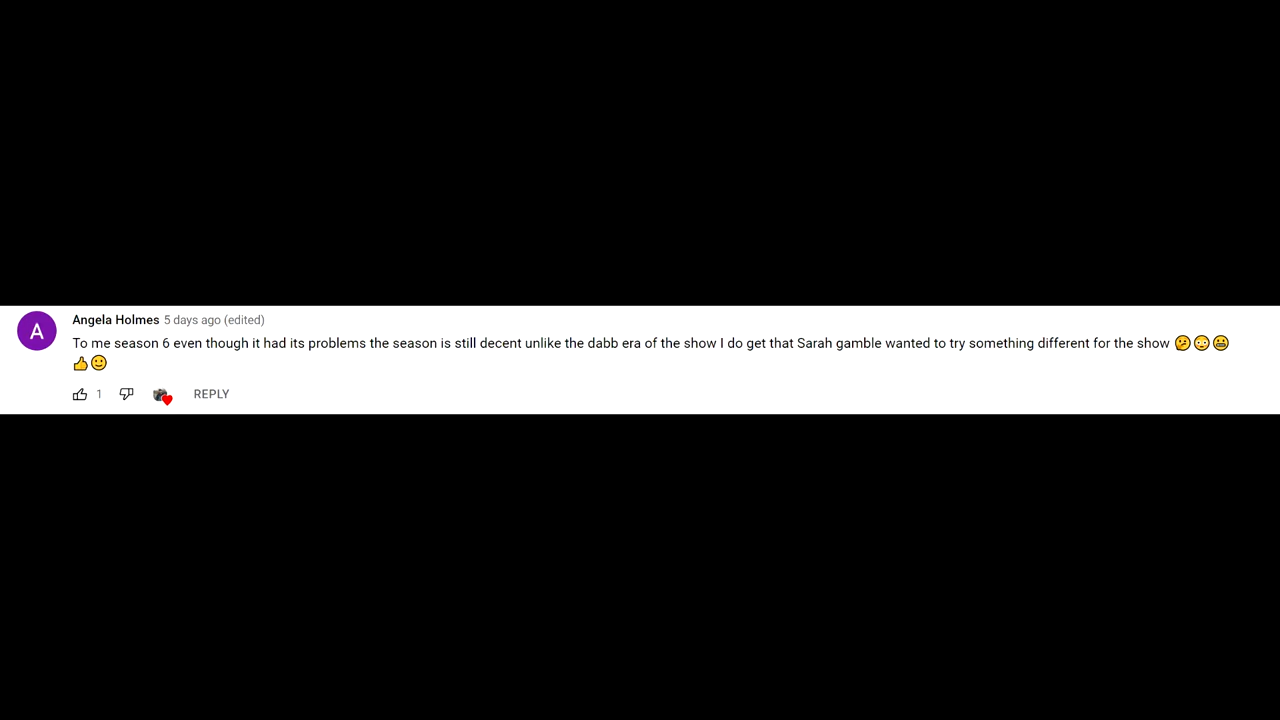 A
Angela Holmes 5 days ago (edited)
To me season 6 even though it had its problems the season is still decent unlike the dabb era of the show I do get that Sarah gamble wanted to try something different for the show 🫤😳😬
👍🙂
1 REPLY